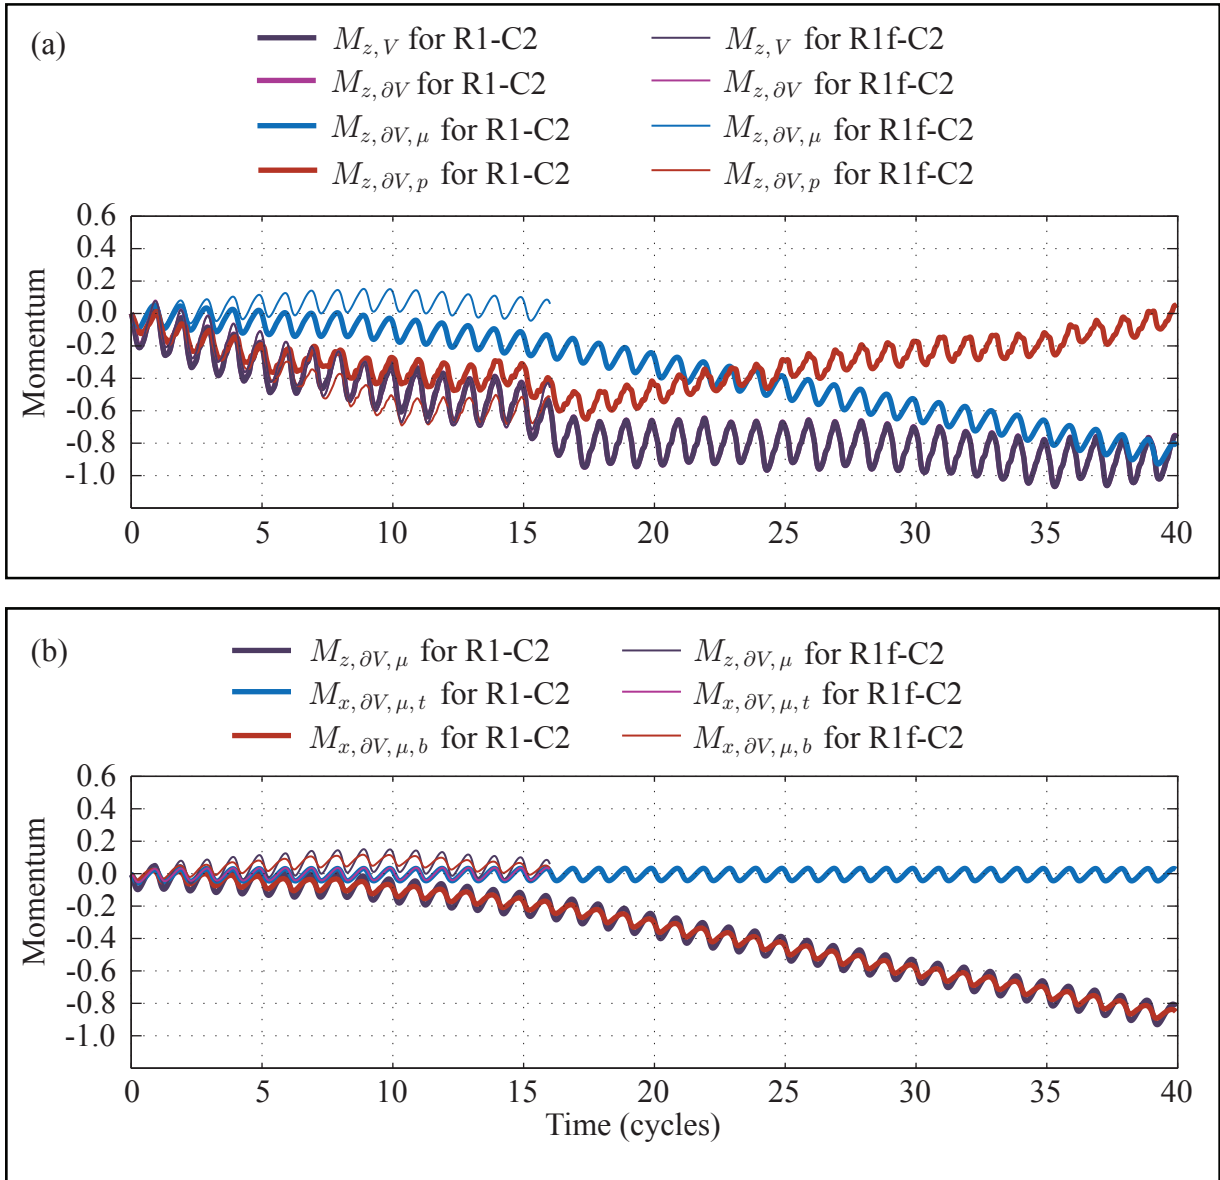 (a)
M_{z,V} for R1-C2 M_{z,V} for R1f-C2
M_{z,∂V} for R1-C2 M_{z,∂V} for R1f-C2
M_{z,∂V,μ} for R1-C2 M_{z,∂V,μ} for R1f-C2
M_{z,∂V,p} for R1-C2 M_{z,∂V,p} for R1f-C2
0.6
0.4
0.2
0.0
-0.2
-0.4
-0.6
-0.8
-1.0
Momentum
0 5 10 15 20 25 30 35 40
(b)
M_{z,∂V,μ} for R1-C2 M_{z,∂V,μ} for R1f-C2
M_{x,∂V,μ,t} for R1-C2 M_{x,∂V,μ,t} for R1f-C2
M_{x,∂V,μ,b} for R1-C2 M_{x,∂V,μ,b} for R1f-C2
0.6
0.4
0.2
0.0
-0.2
-0.4
-0.6
-0.8
-1.0
Momentum
0 5 10 15 20 25 30 35 40
Time (cycles)